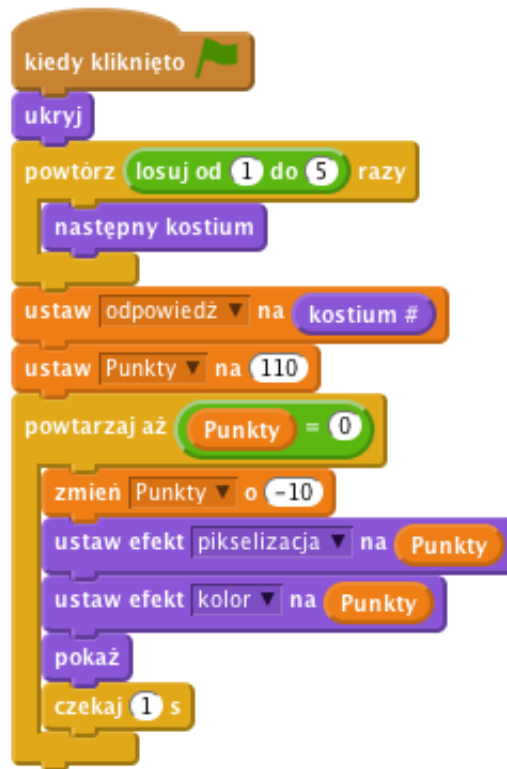 kiedy kliknięto
ukryj
powtórz losuj od 1 do 5 razy
następny kostium
ustaw odpowiedź na kostium #
ustaw Punkty na 110
powtarzaj aż Punkty = 0
zmień Punkty o -10
ustaw efekt pikselizacja na Punkty
ustaw efekt kolor na Punkty
pokaż
czekaj 1 s